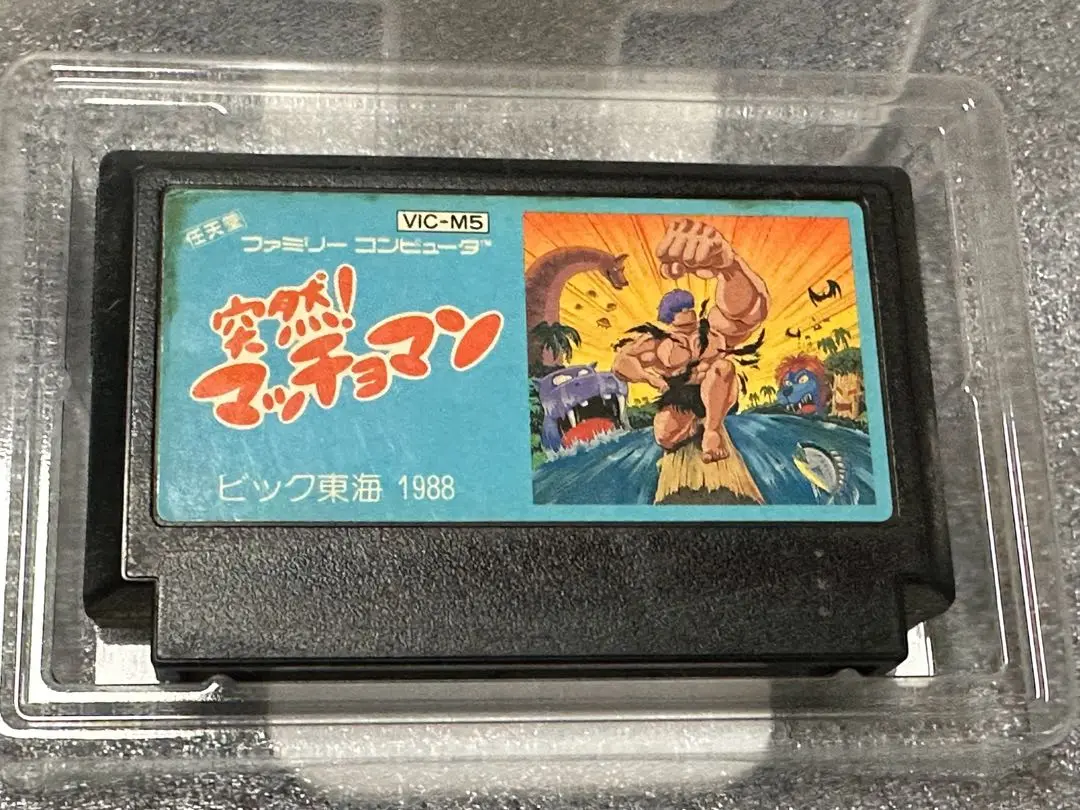 任天堂
ファミリー コンピュータ™
VIC-M5
突然!
マッチョマン
ビック東海 1988